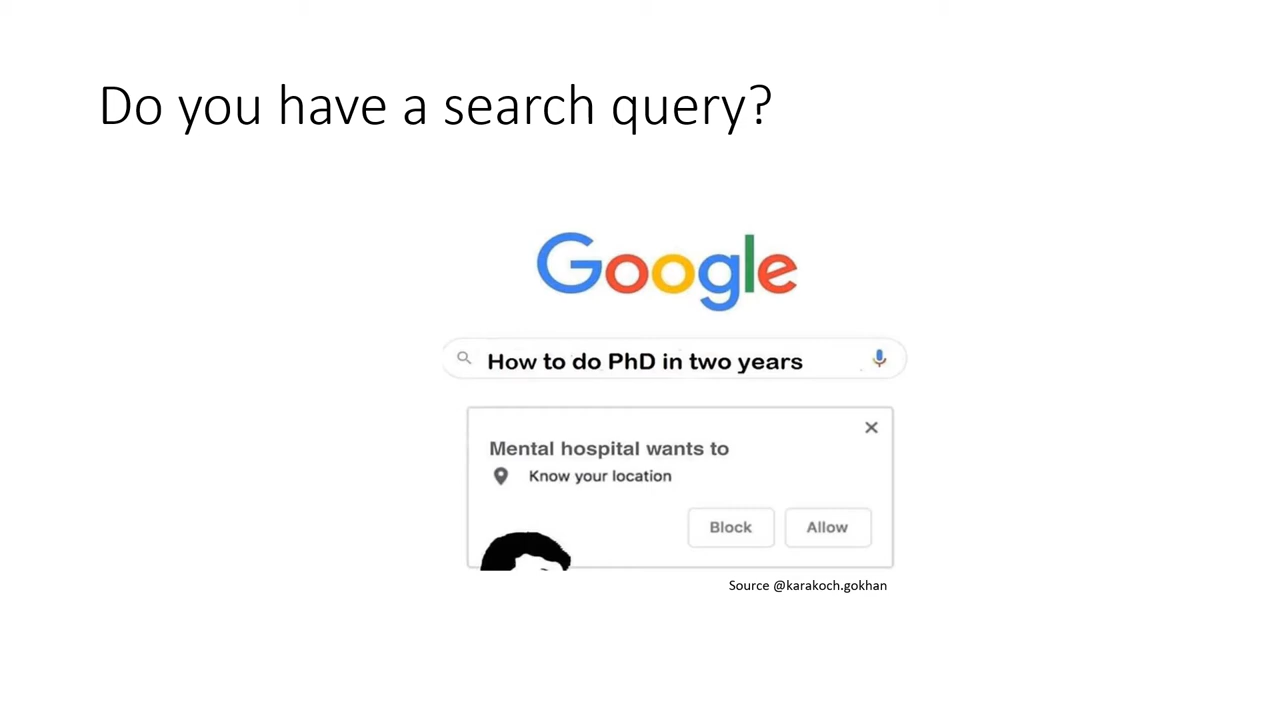 Do you have a search query?
Google
How to do PhD in two years
Mental hospital wants to
Know your location
Block Allow
Source @karakoch.gokhan